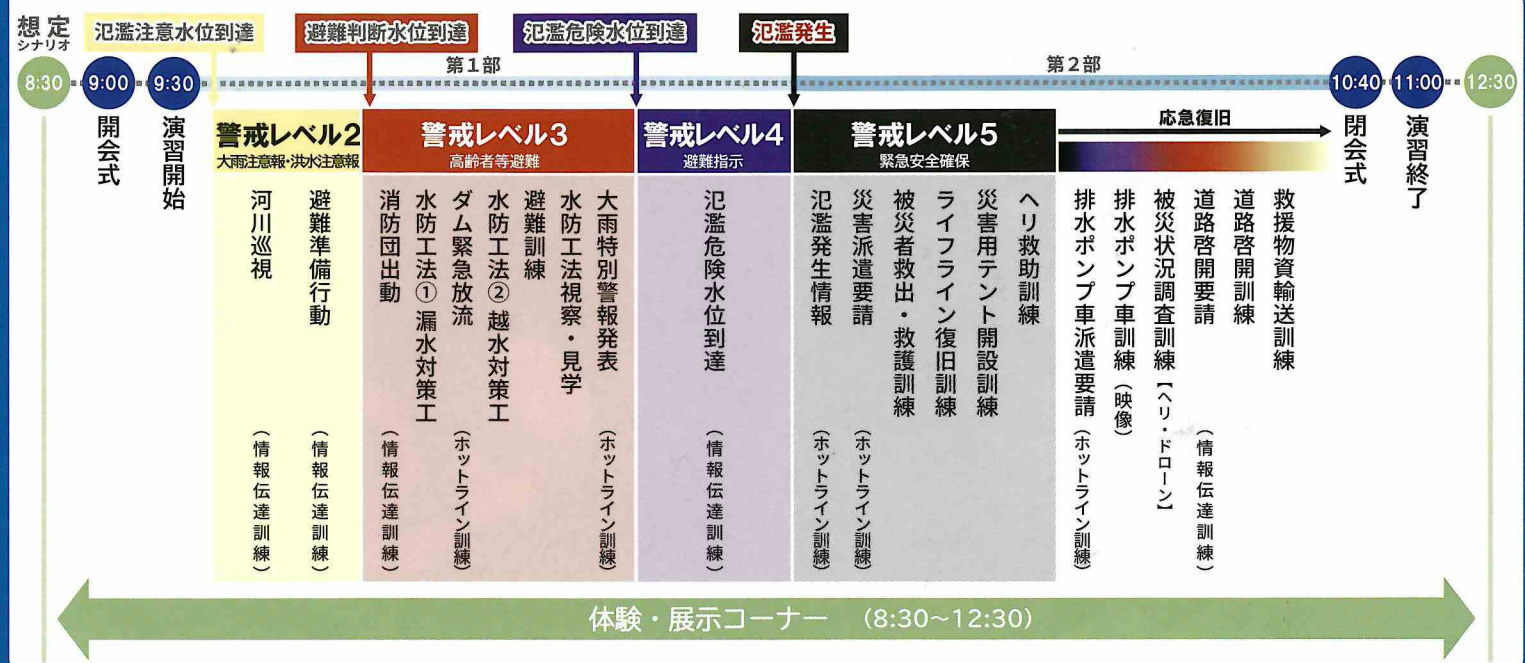 想定
シナリオ
氾濫注意水位到達
避難判断水位到達
氾濫危険水位到達
氾濫発生
第1部
第2部
8:30
9:00
9:30
10:40
11:00
12:30
開会式
演習開始
警戒レベル2
大雨注意報・洪水注意報
河川巡視（情報伝達訓練）
避難準備行動（情報伝達訓練）
警戒レベル3
高齢者等避難
消防団出動（情報伝達訓練）
水防工法① 漏水対策工
ダム緊急放流（ホットライン訓練）
水防工法② 越水対策工
避難訓練
水防工法視察・見学
大雨特別警報発表（ホットライン訓練）
警戒レベル4
避難指示
氾濫危険水位到達（情報伝達訓練）
警戒レベル5
緊急安全確保
氾濫発生情報（ホットライン訓練）
災害派遣要請（ホットライン訓練）
被災者救出・救護訓練
ライフライン復旧訓練
災害用テント開設訓練
ヘリ救助訓練
応急復旧
排水ポンプ車派遣要請（ホットライン訓練）
排水ポンプ車訓練（映像）
被災状況調査訓練【ヘリ・ドローン】
道路啓開要請（情報伝達訓練）
道路啓開訓練
救援物資輸送訓練
閉会式
演習終了
体験・展示コーナー （8:30～12:30）